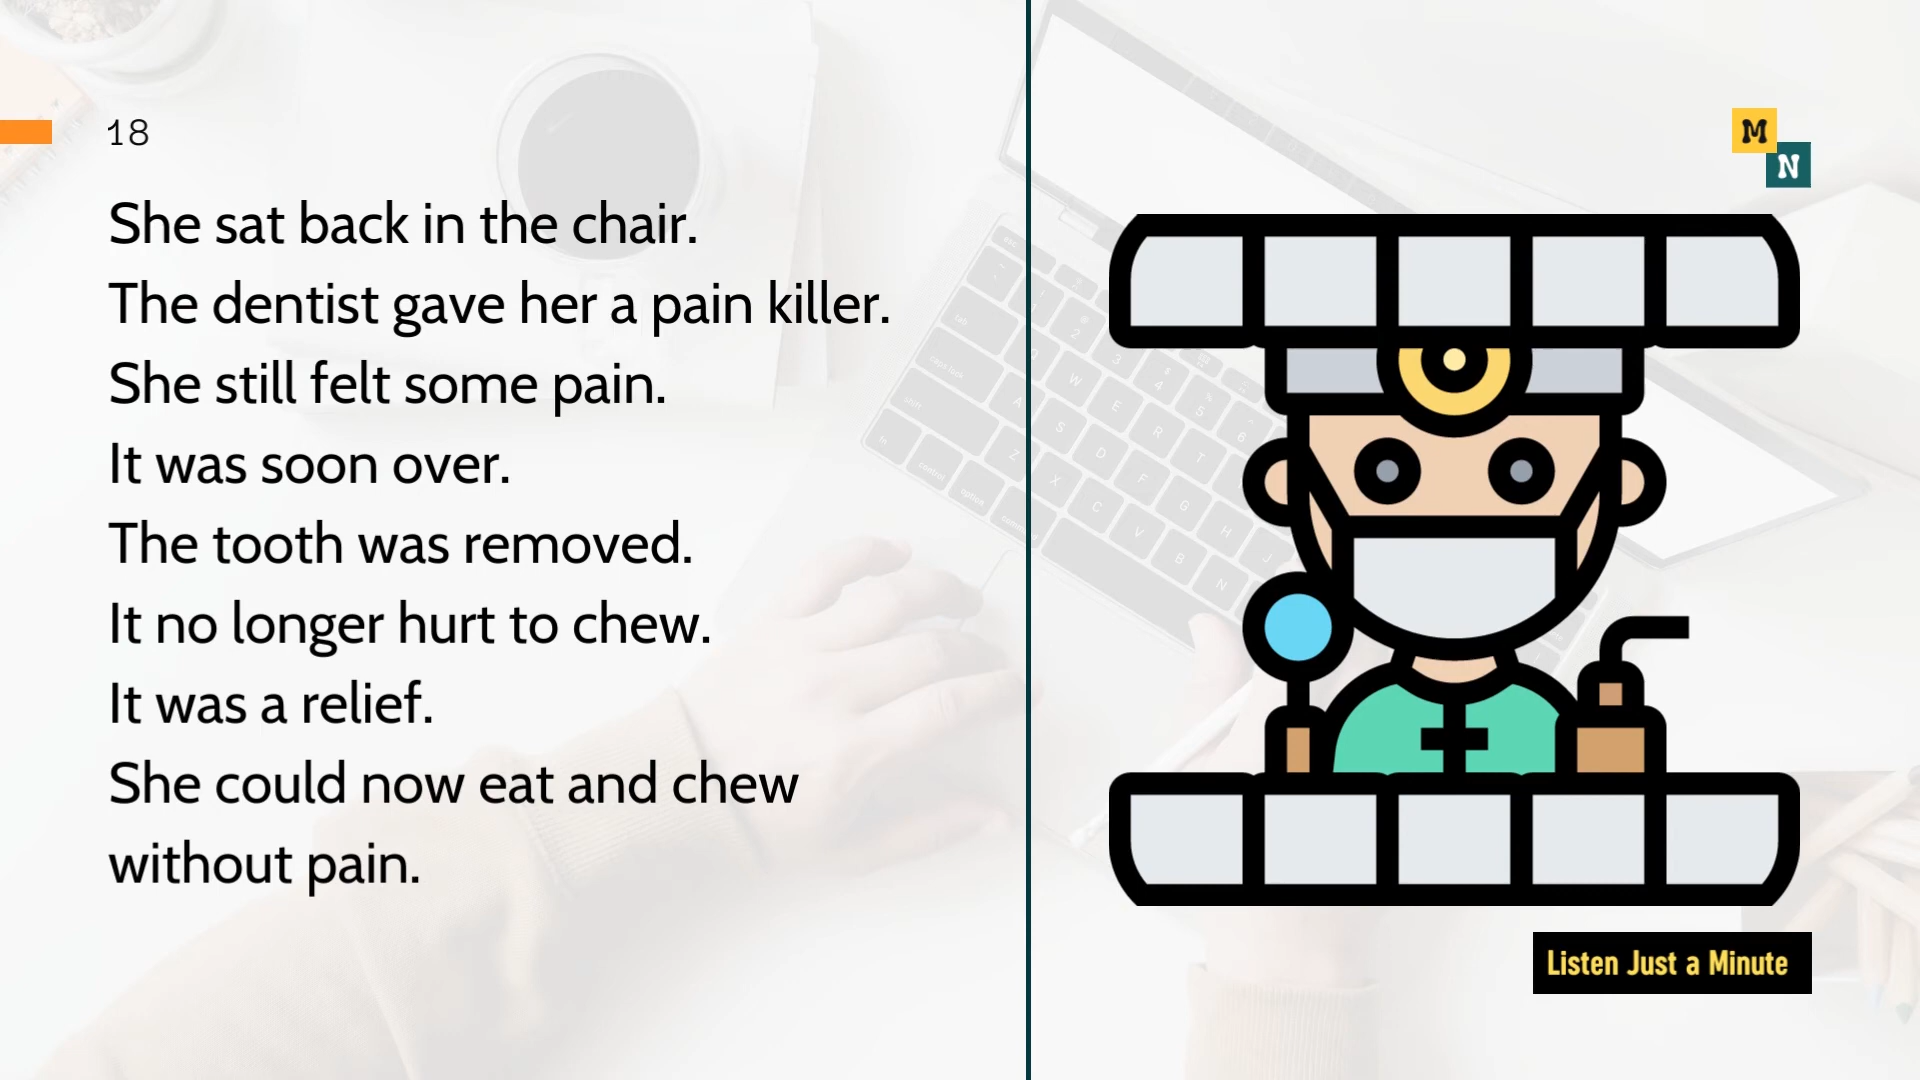 18
She sat back in the chair.
The dentist gave her a pain killer.
She still felt some pain.
It was soon over.
The tooth was removed.
It no longer hurt to chew.
It was a relief.
She could now eat and chew
without pain.
M
N
Listen Just a Minute